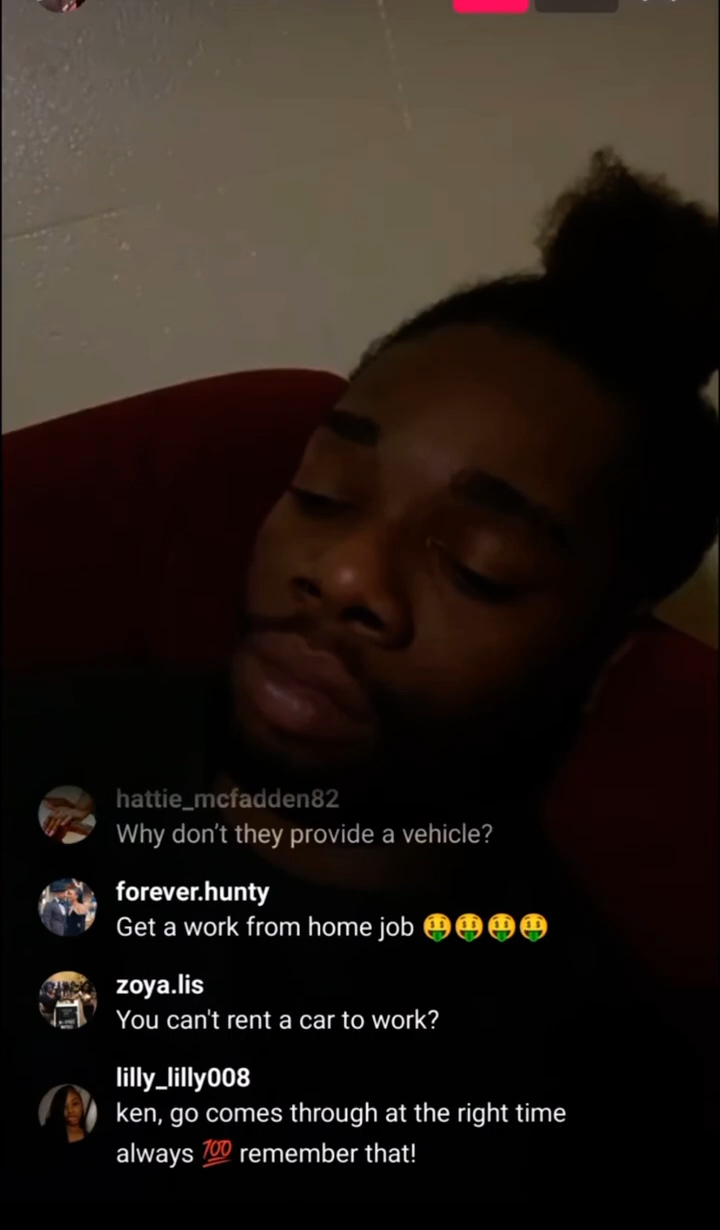 hattie_mcfadden82
Why don't they provide a vehicle?
forever.hunty
Get a work from home job 🤑🤑🤑🤑
zoya.lis
You can't rent a car to work?
lilly_lilly008
ken, go comes through at the right time
always 💯 remember that!